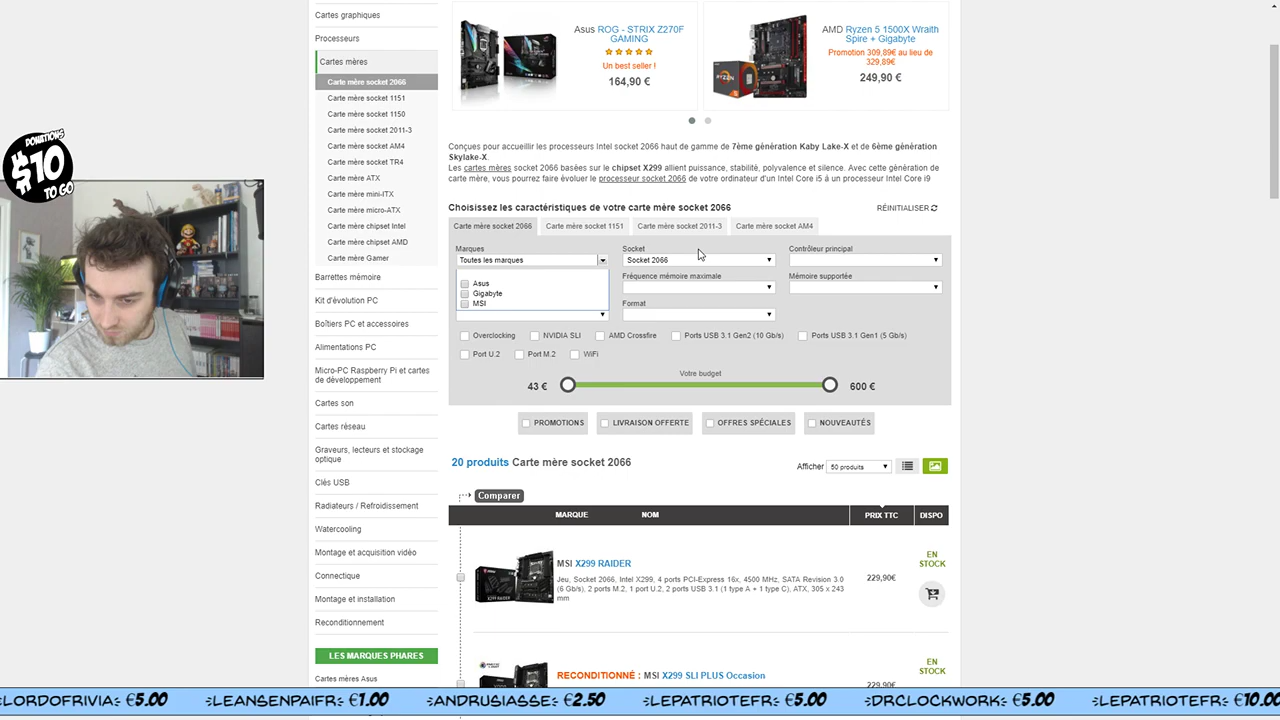 Cartes graphiques
Processeurs
Cartes mères
Carte mère socket 2066
Carte mère socket 1151
Carte mère socket 1150
Carte mère socket 2011-3
Carte mère socket AM4
Carte mère socket TR4
Carte mère ATX
Carte mère mini-ITX
Carte mère micro-ATX
Carte mère chipset Intel
Carte mère chipset AMD
Carte mère Gamer
Barrettes mémoire
Kit d'évolution PC
Boîtiers PC et accessoires
Alimentations PC
Micro-PC Raspberry Pi et cartes
de développement
Cartes son
Cartes réseau
Graveurs, lecteurs et stockage
optique
Clés USB
Radiateurs / Refroidissement
Watercooling
Montage et acquisition vidéo
Connectique
Montage et installation
Reconditionnement
LES MARQUES PHARES
Cartes mères Asus
DONATIONS
$10
TO GO
Asus ROG - STRIX Z270F
GAMING
Un best seller !
164,90 €
AMD Ryzen 5 1500X Wraith
Spire + Gigabyte
Promotion 309,89€ au lieu de
329,89€
249,90 €
Conçues pour accueillir les processeurs Intel socket 2066 haut de gamme de 7ème génération Kaby Lake-X et de 6ème génération
Skylake-X.
Les cartes mères socket 2066 basées sur le chipset X299 allient puissance, stabilité, polyvalence et silence. Avec cette génération de
carte mère, vous pourrez faire évoluer le processeur socket 2066 de votre ordinateur d'un Intel Core i5 à un processeur Intel Core i9
Choisissez les caractéristiques de votre carte mère socket 2066
RÉINITIALISER
Carte mère socket 2066 Carte mère socket 1151 Carte mère socket 2011-3 Carte mère socket AM4
Marques Socket Contrôleur principal
Toutes les marques Socket 2066
Fréquence mémoire maximale Mémoire supportée
Asus
Gigabyte
MSI
Format
Overclocking NVIDIA SLI AMD Crossfire Ports USB 3.1 Gen2 (10 Gb/s) Ports USB 3.1 Gen1 (5 Gb/s)
Port U.2 Port M.2 WiFi
Votre budget
43 € 600 €
PROMOTIONS LIVRAISON OFFERTE OFFRES SPÉCIALES NOUVEAUTÉS
20 produits Carte mère socket 2066
Afficher 50 produits
Comparer
MARQUE NOM PRIX TTC DISPO
MSI X299 RAIDER
Jeu, Socket 2066, Intel X299, 4 ports PCI-Express 16x, 4500 MHz, SATA Revision 3.0
(6 Gb/s), 2 ports M.2, 1 port U.2, 2 ports USB 3.1 (1 type A + 1 type C), ATX, 305 x 243
mm
229,90€
EN
STOCK
RECONDITIONNÉ : MSI X299 SLI PLUS Occasion
229,90€
EN
STOCK
LORDOFRIVIA: €5.00 LEANSENPAIFR: €1.00 ANDRUSIASSE: €2.50 LEPATRIOTEFR: €5.00 DRCLOCKWORK: €5.00 LEPATRIOTEFR: €10.00